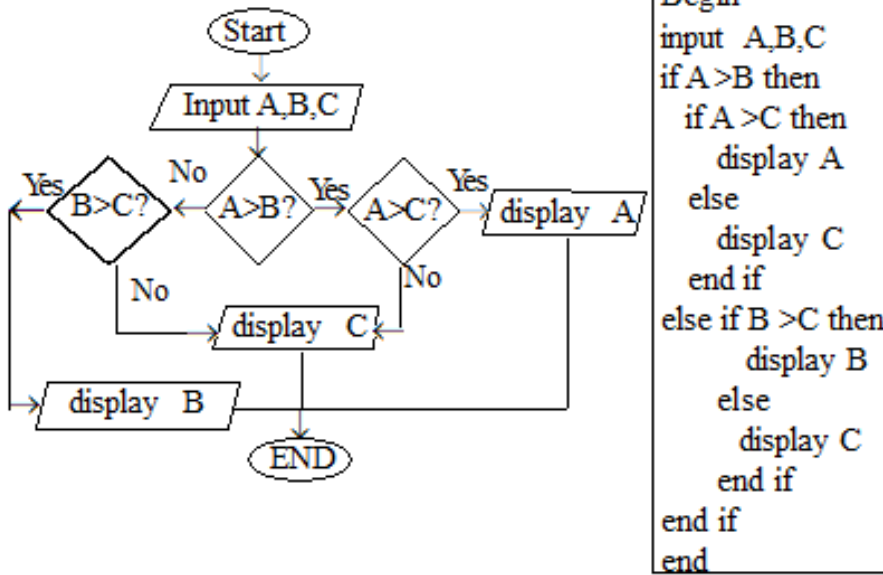 Start
Input A,B,C
Yes
B>C?
No
A>B?
Yes
A>C?
Yes
display A
No
No
display C
display B
END
Begin
input A,B,C
if A >B then
if A >C then
display A
else
display C
end if
else if B >C then
display B
else
display C
end if
end if
end